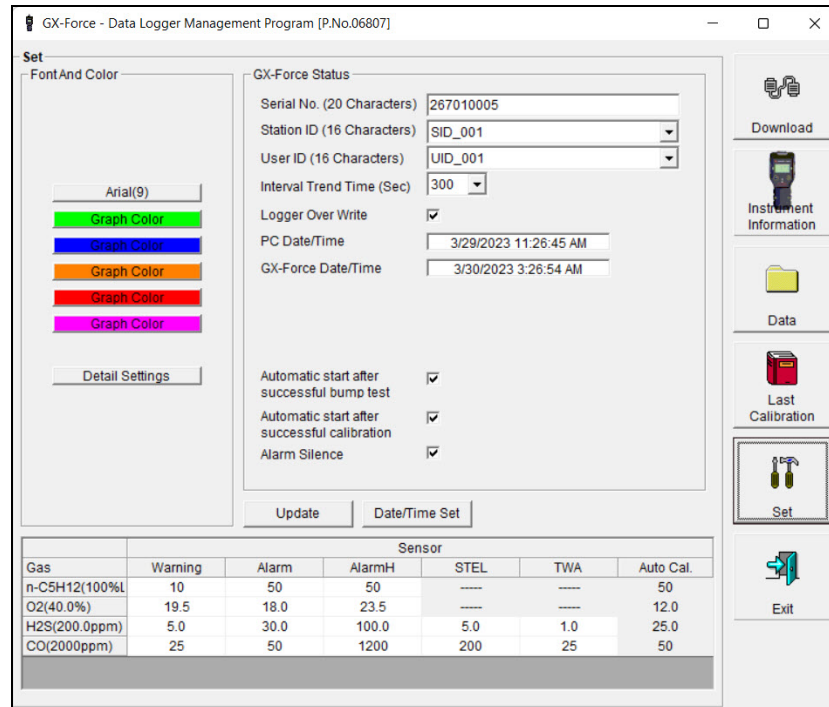 GX-Force - Data Logger Management Program [P.No.06807]
Set
Font And Color
Arial(9)
Graph Color
Graph Color
Graph Color
Graph Color
Graph Color
Detail Settings
GX-Force Status
Serial No. (20 Characters) 267010005
Station ID (16 Characters) SID_001
User ID (16 Characters) UID_001
Interval Trend Time (Sec) 300
Logger Over Write
PC Date/Time 3/29/2023 11:26:45 AM
GX-Force Date/Time 3/30/2023 3:26:54 AM
Automatic start after
successful bump test
Automatic start after
successful calibration
Alarm Silence
Update Date/Time Set
Sensor
Gas Warning Alarm AlarmH STEL TWA Auto Cal.
n-C5H12(100%L 10 50 50 ----- ----- 50
O2(40.0%) 19.5 18.0 23.5 ----- ----- 12.0
H2S(200.0ppm) 5.0 30.0 100.0 5.0 1.0 25.0
CO(2000ppm) 25 50 1200 200 25 50
Download
Instrument
Information
Data
Last
Calibration
Set
Exit